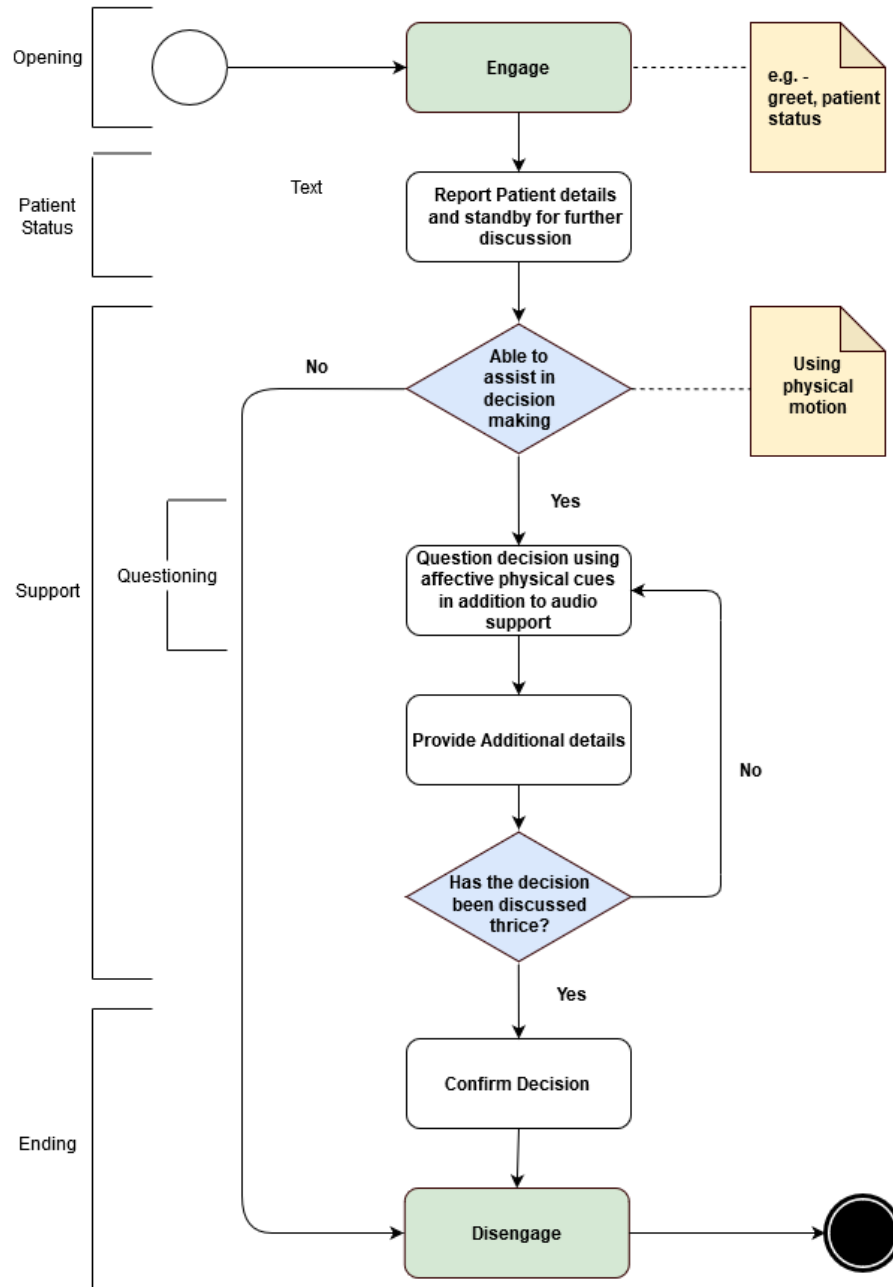 Opening
Engage
e.g. -
greet, patient
status
Patient
Status
Text
Report Patient details
and standby for further
discussion
Able to
assist in
decision
making
No
Using
physical
motion
Yes
Support
Questioning
Question decision using
affective physical cues
in addition to audio
support
Provide Additional details
No
Has the decision
been discussed
thrice?
Yes
Ending
Confirm Decision
Disengage